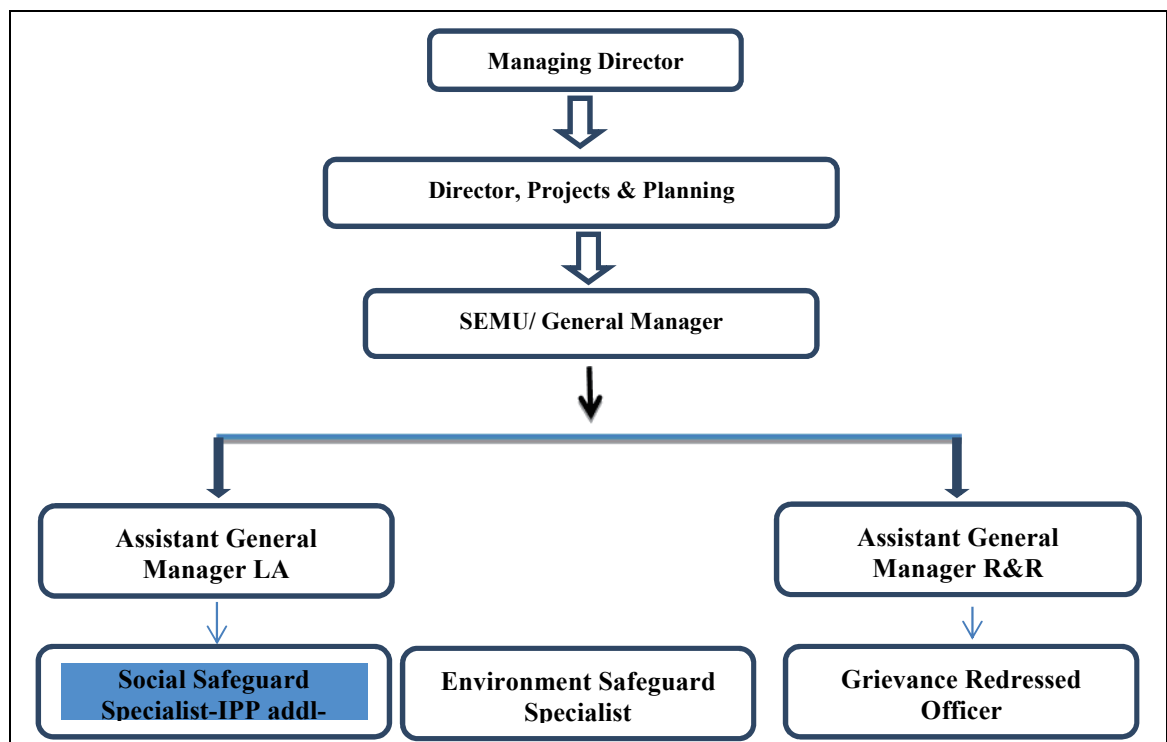 Managing Director
Director, Projects & Planning
SEMU/ General Manager
Assistant General
Manager LA
Assistant General
Manager R&R
Social Safeguard
Specialist-IPP addl-
Environment Safeguard
Specialist
Grievance Redressed
Officer